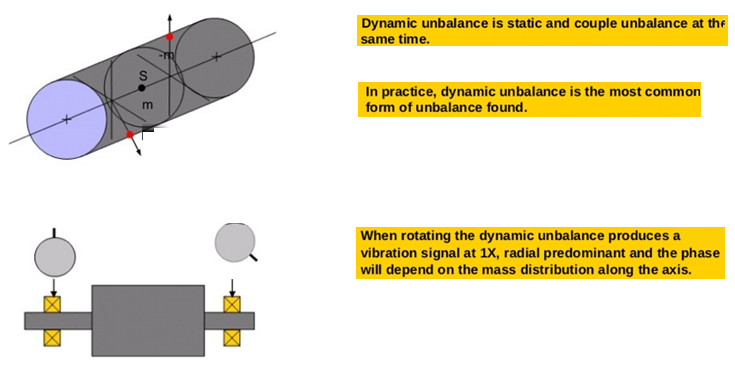 Dynamic unbalance is static and couple unbalance at the
same time.
-m
S
m
In practice, dynamic unbalance is the most common
form of unbalance found.
When rotating the dynamic unbalance produces a
vibration signal at 1X, radial predominant and the phase
will depend on the mass distribution along the axis.